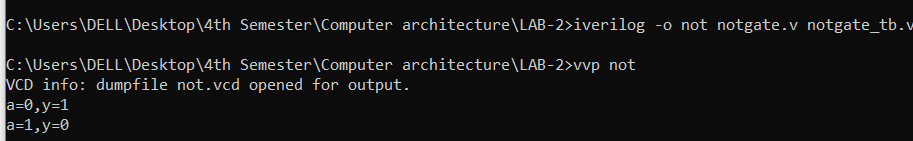 C:\Users\DELL\Desktop\4th Semester\Computer architecture\LAB-2>iverilog -o not notgate.v notgate_tb.v
C:\Users\DELL\Desktop\4th Semester\Computer architecture\LAB-2>vvp not
VCD info: dumpfile not.vcd opened for output.
a=0,y=1
a=1,y=0